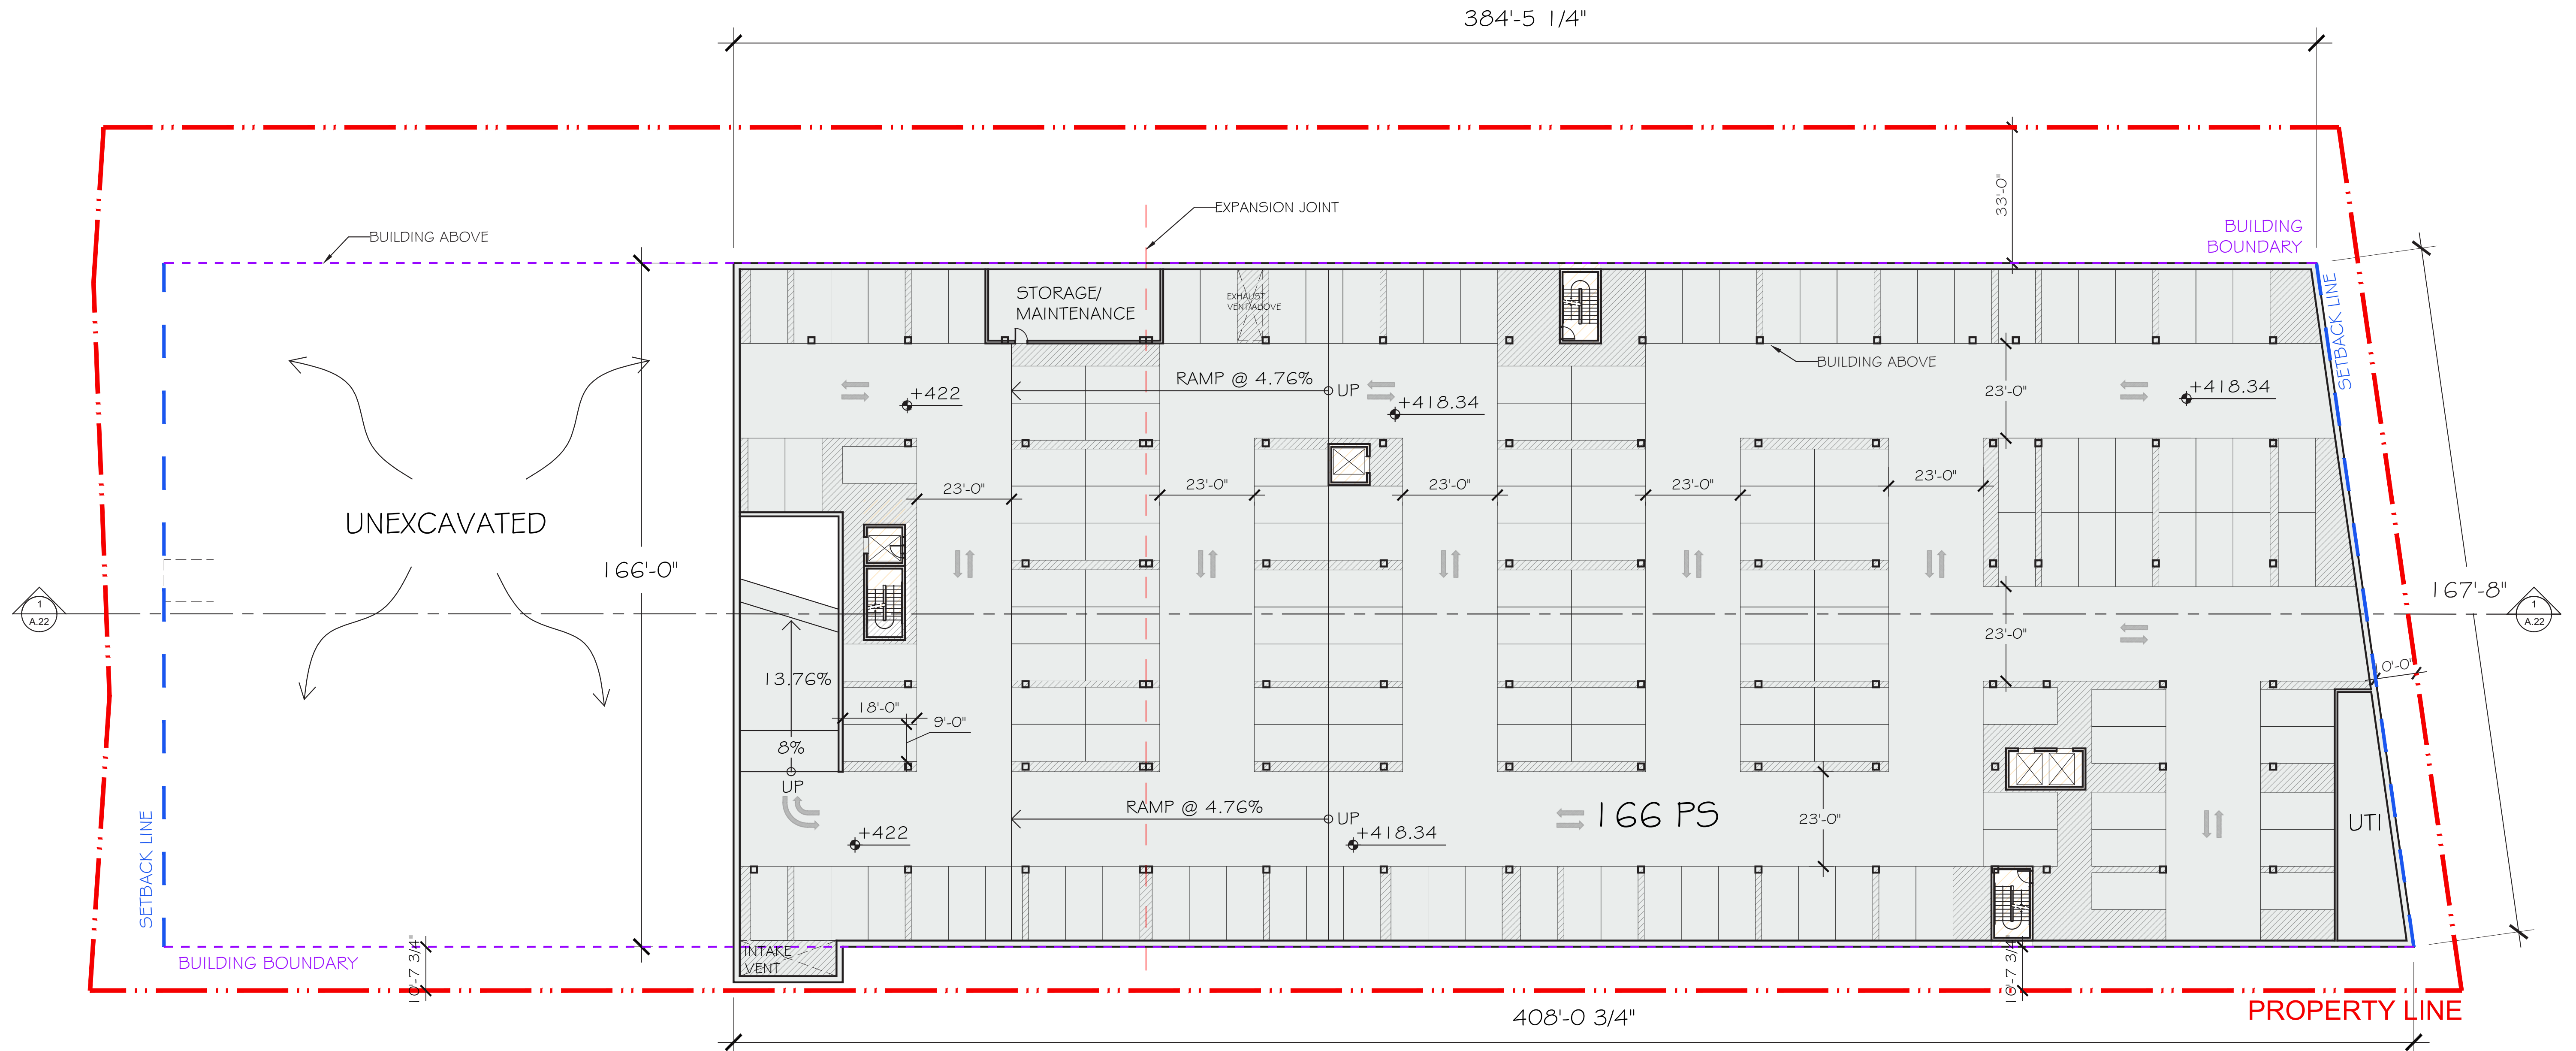 384'-5 1/4"
EXPANSION JOINT
33'-0"
BUILDING ABOVE
BUILDING
BOUNDARY
STORAGE/
MAINTENANCE
EXHAUST
VENT/ABOVE
SETBACK LINE
BUILDING ABOVE
RAMP @ 4.76%
UP
+422
+418.34
23'-0"
+418.34
23'-0"
23'-0"
23'-0"
23'-0"
23'-0"
UNEXCAVATED
166'-0"
167'-8"
1
A.22
1
A.22
23'-0"
0'-0"
13.76%
18'-0"
9'-0"
8%
UP
RAMP @ 4.76%
UP
166 PS
23'-0"
UTI
+422
+418.34
SETBACK LINE
INTAKE
VENT
BUILDING BOUNDARY
10'-7 3/4"
10'-7 3/4"
PROPERTY LINE
408'-0 3/4"